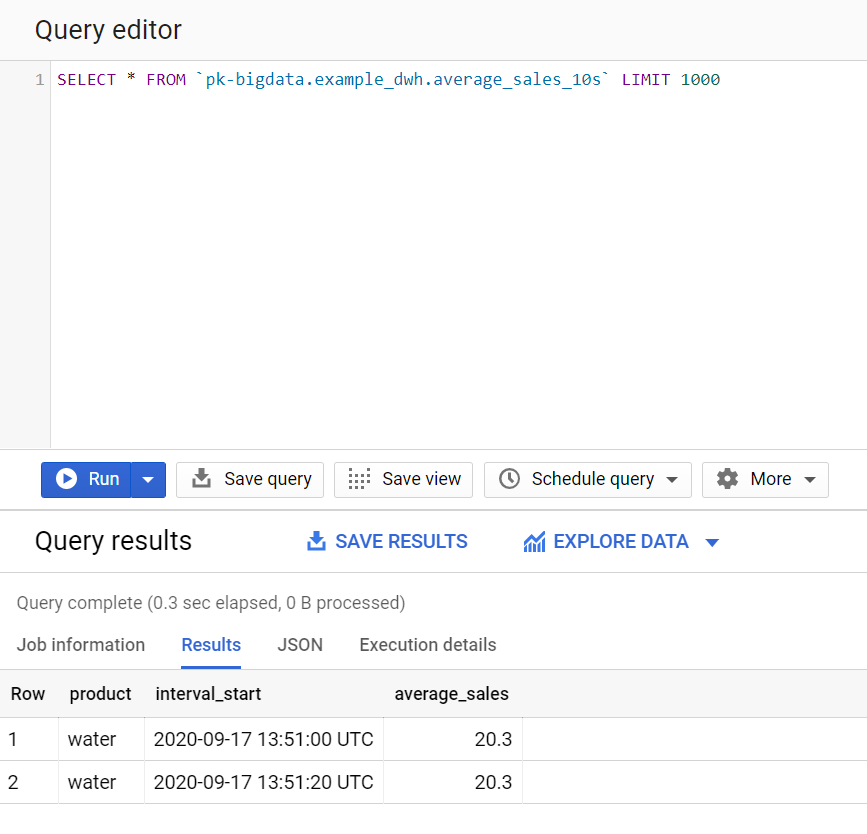 Query editor
1 SELECT * FROM `pk-bigdata.example_dwh.average_sales_10s` LIMIT 1000
Run Save query Save view Schedule query More
Query results SAVE RESULTS EXPLORE DATA
Query complete (0.3 sec elapsed, 0 B processed)
Job information Results JSON Execution details
Row product interval_start average_sales
1 water 2020-09-17 13:51:00 UTC 20.3
2 water 2020-09-17 13:51:20 UTC 20.3